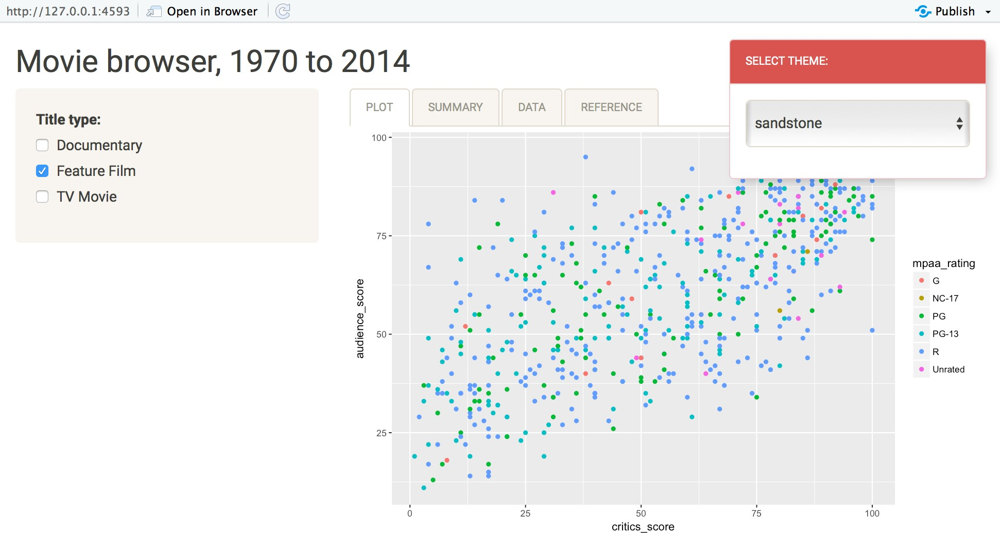 http://127.0.0.1:4593 Open in Browser Publish
Movie browser, 1970 to 2014
SELECT THEME:
sandstone
Title type:
Documentary
Feature Film
TV Movie
PLOT SUMMARY DATA REFERENCE
100
75
50
25
audience_score
0 25 50 75 100
critics_score
mpaa_rating
G
NC-17
PG
PG-13
R
Unrated